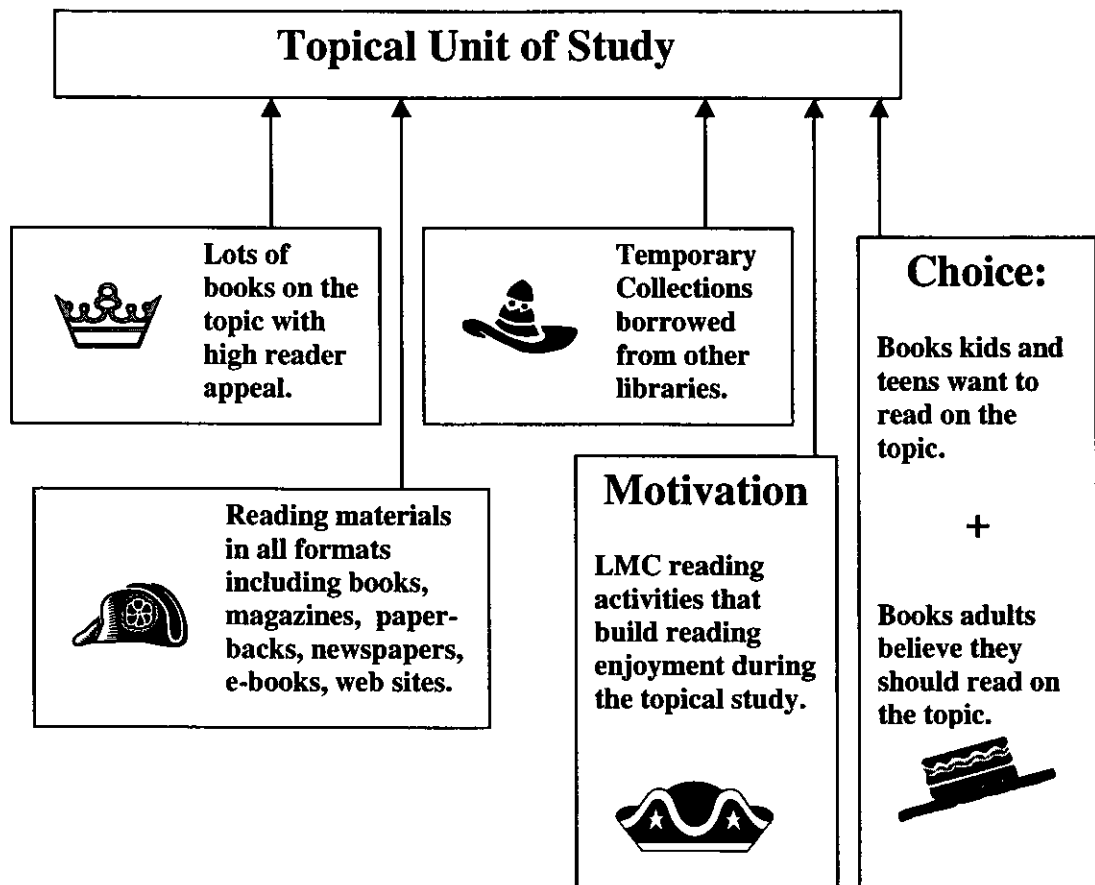 Topical Unit of Study
Lots of
books on the
topic with
high reader
appeal.
Temporary
Collections
borrowed
from other
libraries.
Choice:
Books kids and
teens want to
read on the
topic.
+
Books adults
believe they
should read on
the topic.
Reading materials
in all formats
including books,
magazines, paper-
backs, newspapers,
e-books, web sites.
Motivation
LMC reading
activities that
build reading
enjoyment during
the topical study.